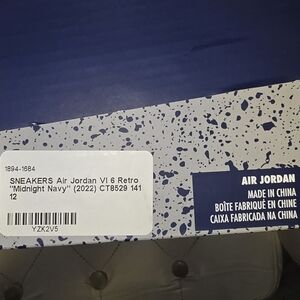 1894-1684
SNEAKERS Air Jordan VI 6 Retro
"Midnight Navy" (2022) CT8529 141
12
YZK2V5
AIR JORDAN
MADE IN CHINA
BOÎTE FABRIQUÉ EN CHINE
CAIXA FABRICADA NA CHINA